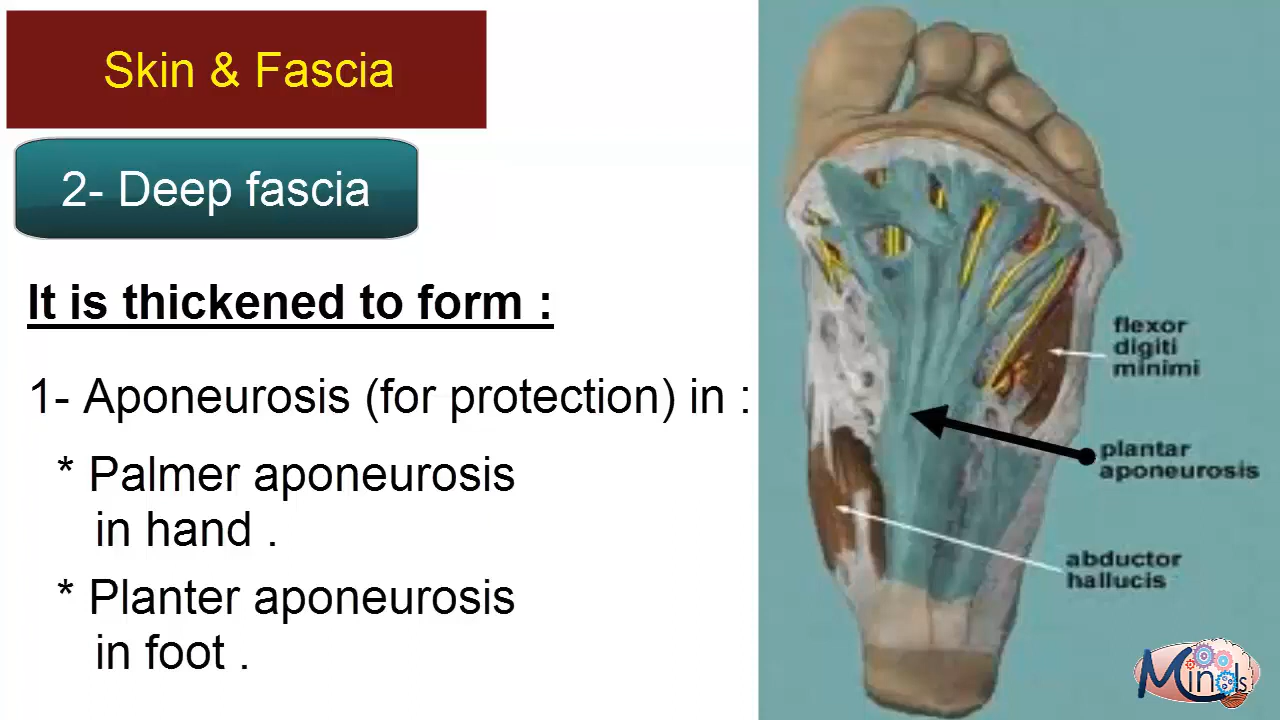 Skin & Fascia
2- Deep fascia
It is thickened to form :
1- Aponeurosis (for protection) in :
* Palmer aponeurosis
in hand .
* Planter aponeurosis
in foot .
flexor
digiti
minimi
plantar
aponeurosis
abductor
hallucis
Minds